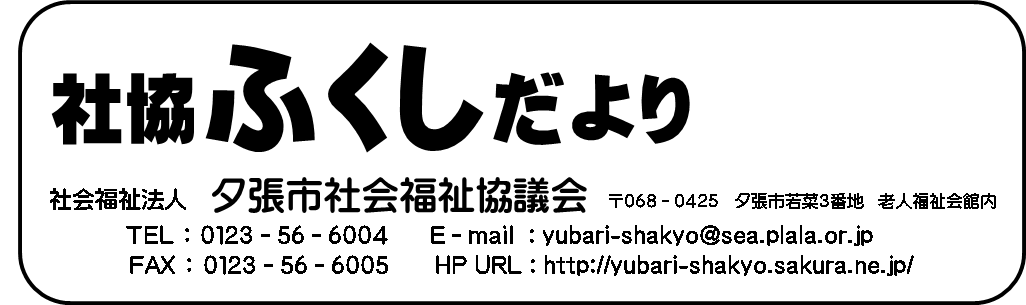 社協ふくしだより
社会福祉法人 夕張市社会福祉協議会 〒068-0425 夕張市若菜3番地 老人福祉会館内
TEL：0123-56-6004 E-mail：yubari-shakyo@sea.plala.or.jp
FAX：0123-56-6005 HP URL：http://yubari-shakyo.sakura.ne.jp/